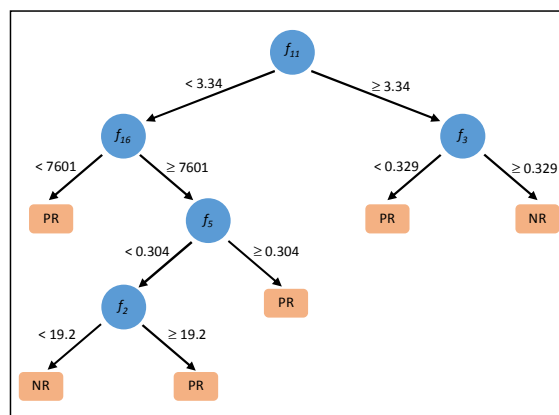 f11
< 3.34
≥ 3.34
f16
f3
< 7601
≥ 7601
< 0.329
≥ 0.329
PR
f5
PR
NR
< 0.304
≥ 0.304
f2
PR
< 19.2
≥ 19.2
NR
PR